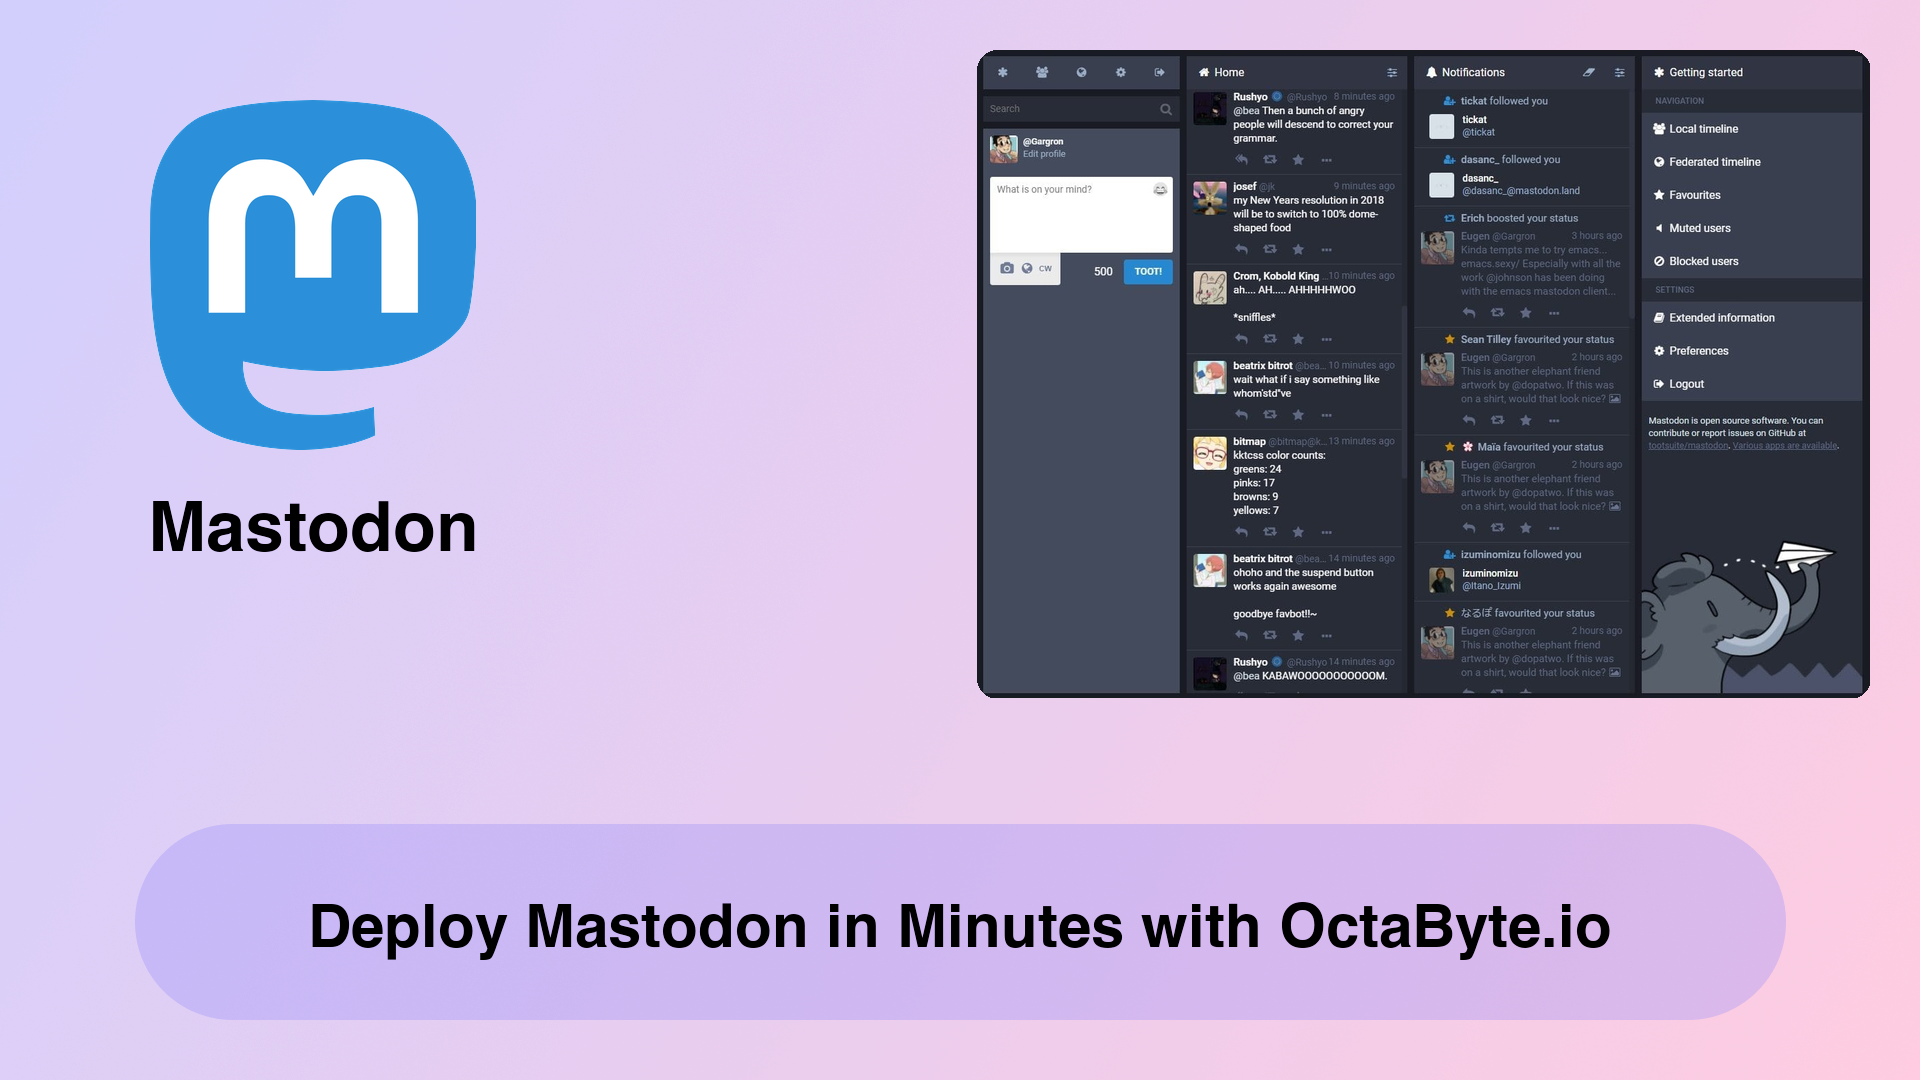 Mastodon
Search
@Gargron
Edit profile
What is on your mind?
CW
500
TOOT!
Home
Rushyo @Rushyo 8 minutes ago
@bea Then a bunch of angry
people will descend to correct your
grammar.
josef @jk 9 minutes ago
my New Years resolution in 2018
will be to switch to 100% dome-
shaped food
Crom, Kobold King ... 10 minutes ago
ah.... AH..... AHHHHHWOO
*sniffles*
beatrix bitrot @bea... 10 minutes ago
wait what if i say something like
whom'std"ve
bitmap @bitmap@k... 13 minutes ago
kktcss color counts:
greens: 24
pinks: 17
browns: 9
yellows: 7
beatrix bitrot @bea... 14 minutes ago
ohoho and the suspend button
works again awesome
goodbye favbot!!~
Rushyo @Rushyo 14 minutes ago
@bea KABAWOOOOOOOOOOM.
Notifications
tickat followed you
tickat
@tickat
dasanc_ followed you
dasanc_
@dasanc_@mastodon.land
Erich boosted your status
Eugen @Gargron 3 hours ago
Kinda tempts me to try emacs...
emacs.sexy/ Especially with all the
work @johnson has been doing
with the emacs mastodon client...
Sean Tilley favourited your status
Eugen @Gargron 2 hours ago
This is another elephant friend
artwork by @dopatwo. If this was
on a shirt, would that look nice?
Maïa favourited your status
Eugen @Gargron 2 hours ago
This is another elephant friend
artwork by @dopatwo. If this was
on a shirt, would that look nice?
izuminomizu followed you
izuminomizu
@Itano_Izumi
なるぽ favourited your status
Eugen @Gargron 2 hours ago
This is another elephant friend
artwork by @dopatwo. If this was
on a shirt, would that look nice?
Getting started
NAVIGATION
Local timeline
Federated timeline
Favourites
Muted users
Blocked users
SETTINGS
Extended information
Preferences
Logout
Mastodon is open source software. You can
contribute or report issues on GitHub at
tootsuite/mastodon. Various apps are available.
Deploy Mastodon in Minutes with OctaByte.io